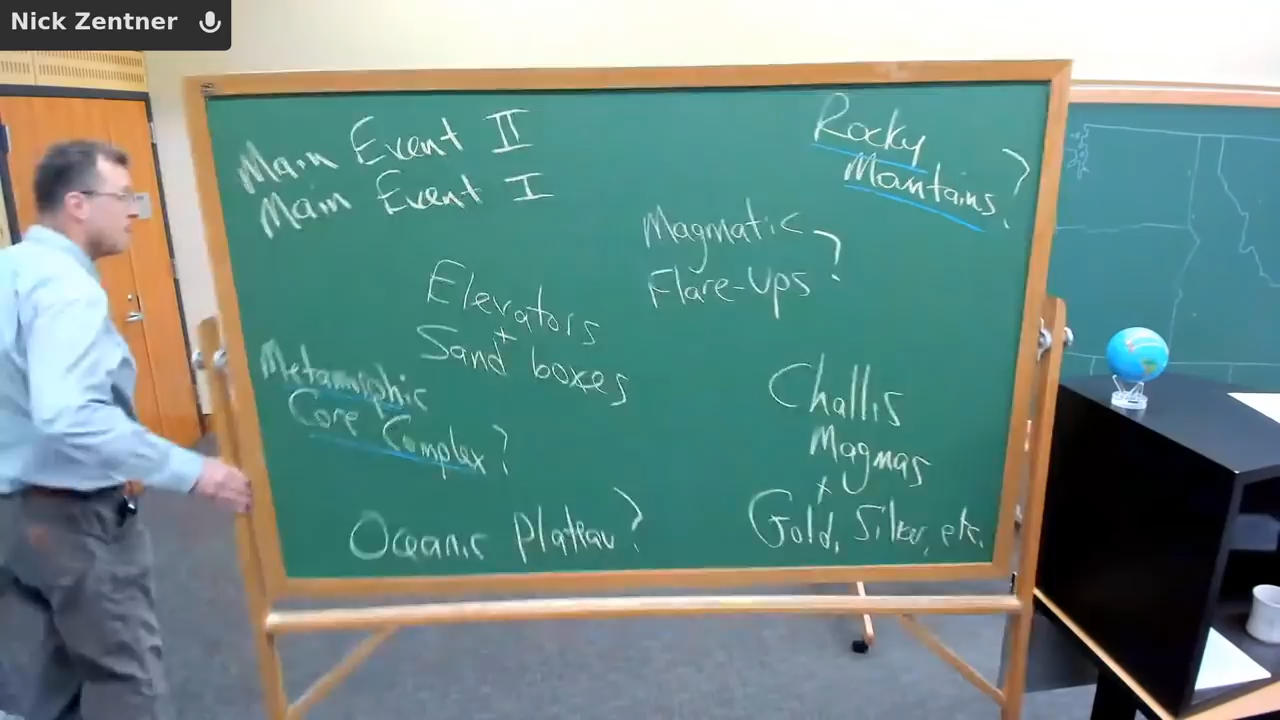 Nick Zentner
Main Event II
Main Event I
Rocky
Mantains?
Magmatic
Flare-ups?
Elevators
+
Sand boxes
Metamorphic
Core Complex?
Challis
Magmas
+
Gold, Silver, etc.
Oceanic Plateau?